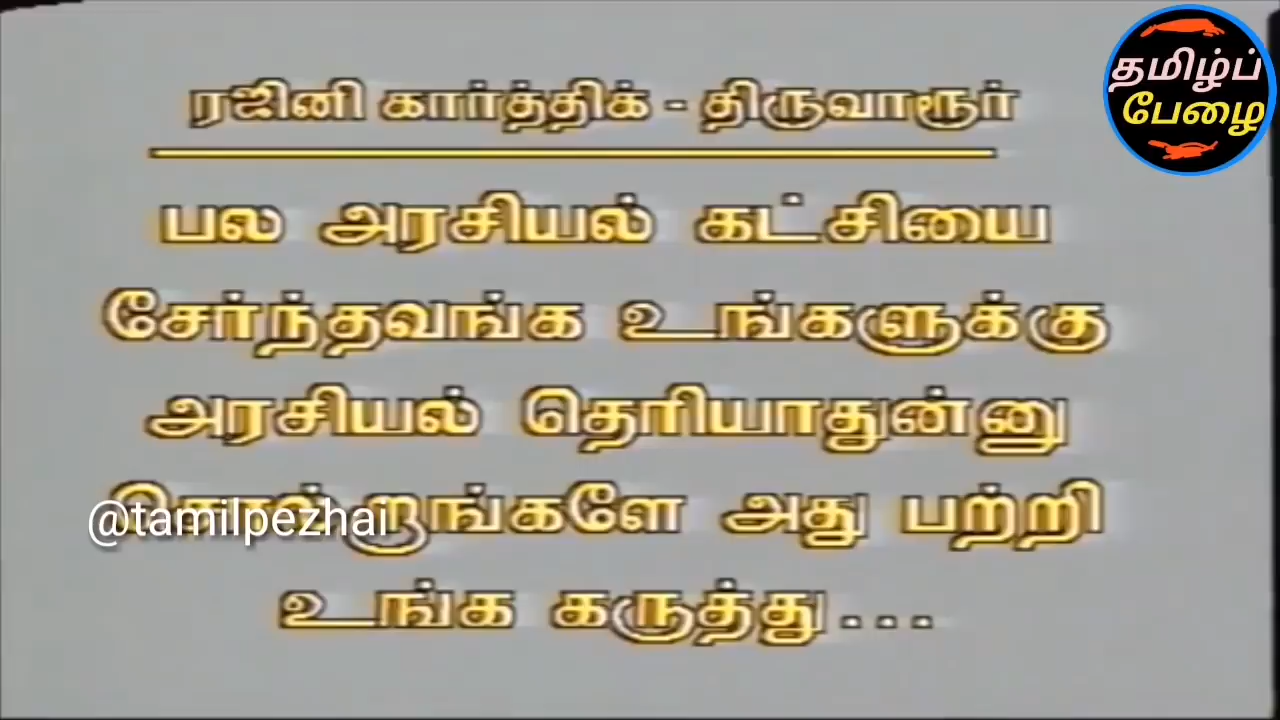 தமிழ்ப்
பேழை
ரஜினி கார்த்திக் - திருவாரூர்
பல அரசியல் கட்சியை
சேர்ந்தவங்க உங்களுக்கு
அரசியல் தெரியாதுன்னு
அது பற்றி
@tamilpezhai
உங்க கருத்து...